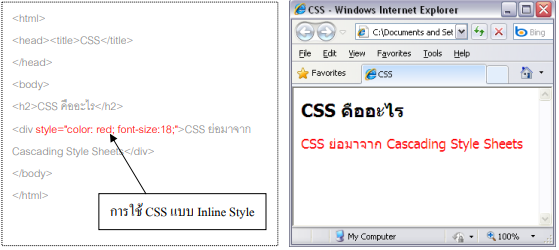 <html>
<head><title>CSS</title>
</head>
<body>
<h2>CSS คืออะไร</h2>
<div style="color: red; font-size:18;">CSS ย่อมาจาก
Cascading Style Sheets</div>
</body>
</html>
การใช้ CSS แบบ Inline Style
CSS - Windows Internet Explorer
C:\Documents and Set
Bing
File Edit View Favorites Tools Help
Favorites CSS
CSS คืออะไร
CSS ย่อมาจาก Cascading Style Sheets
My Computer 100%